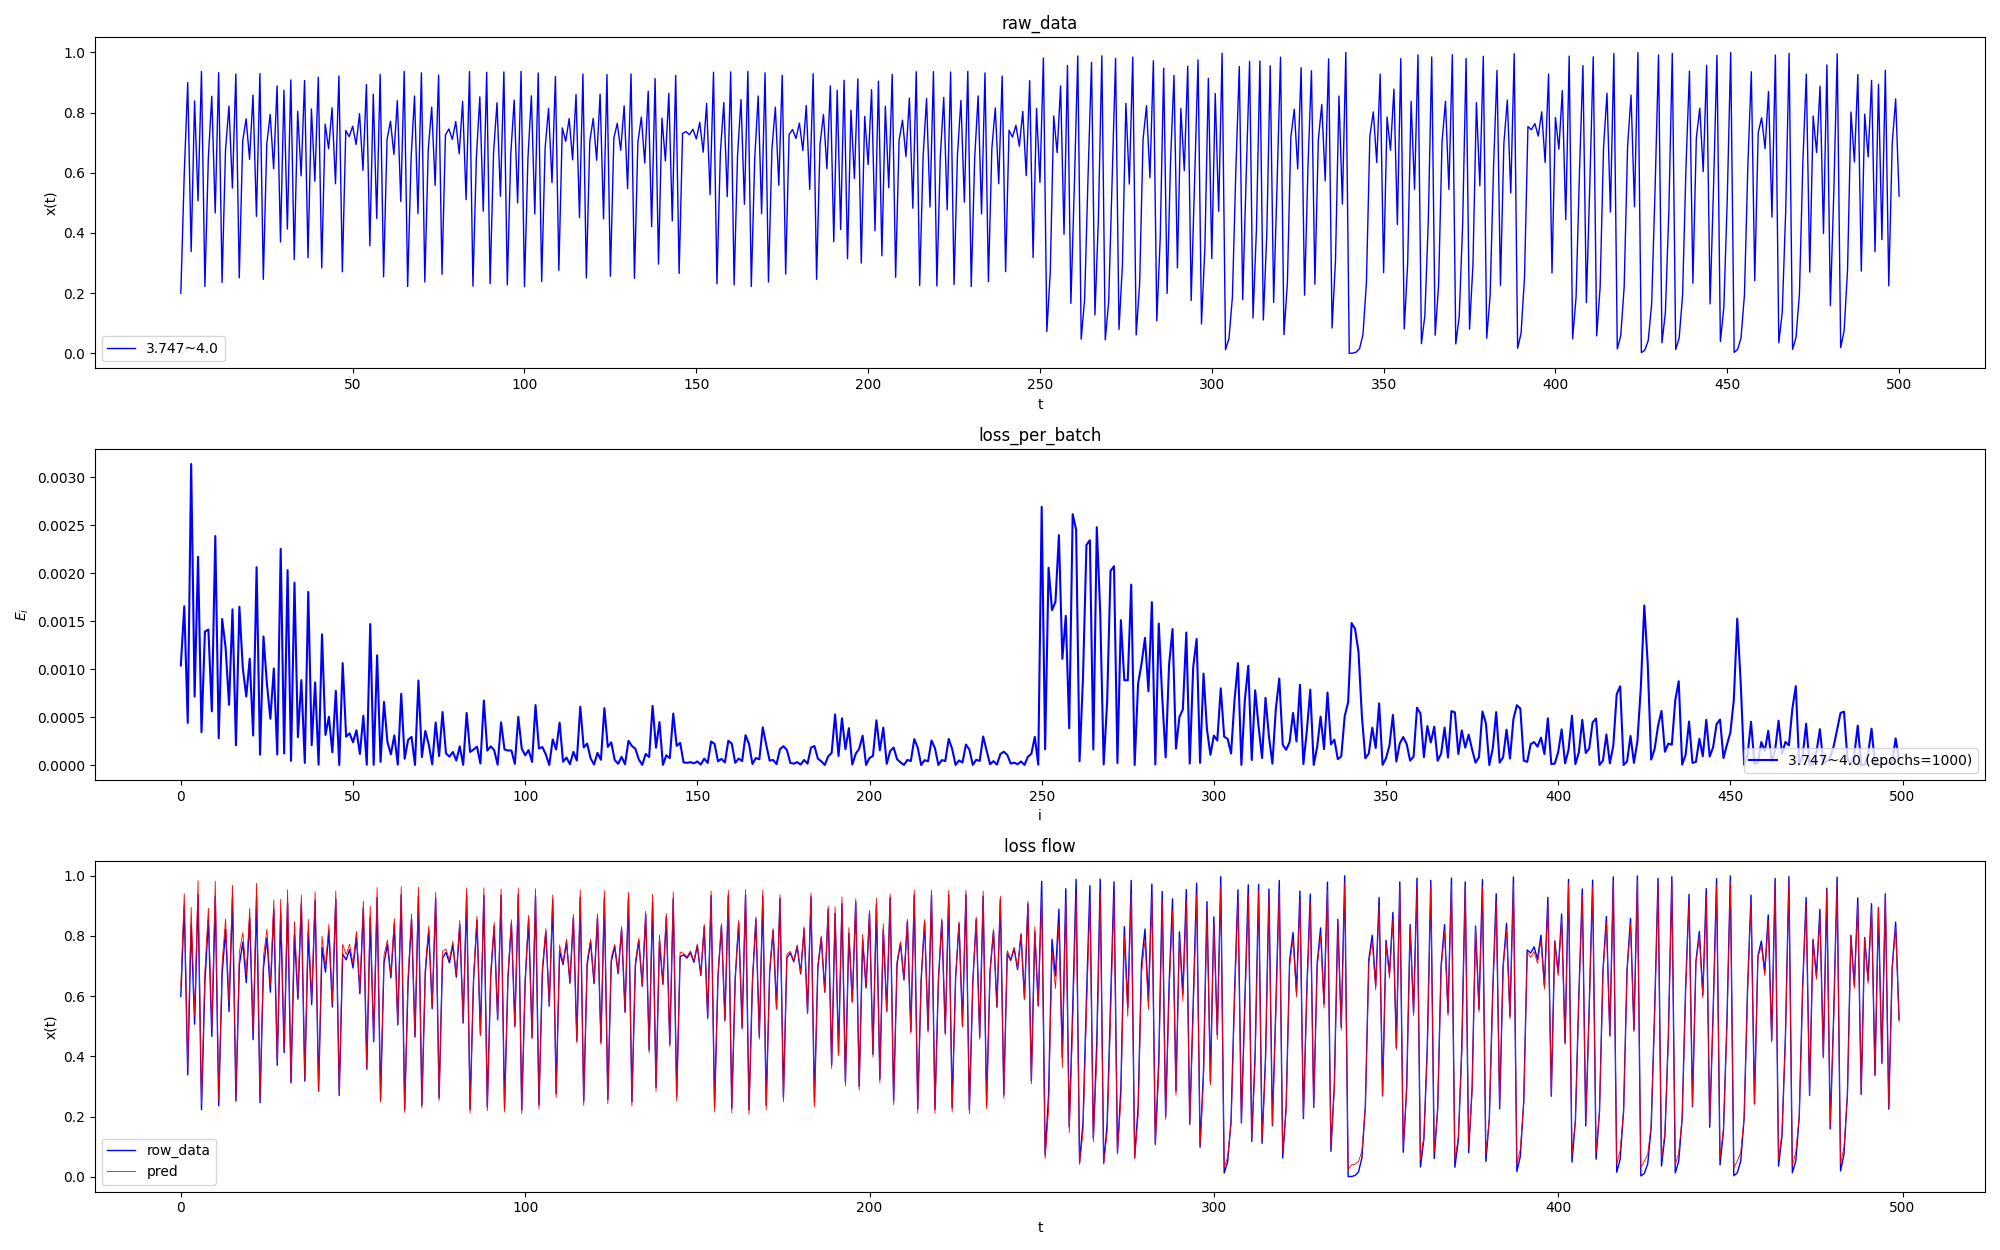 raw_data
1.0
0.8
0.6
0.4
0.2
0.0
x(t)
3.747~4.0
50 100 150 200 250 300 350 400 450 500
t
loss_per_batch
0.0030
0.0025
0.0020
0.0015
0.0010
0.0005
0.0000
E_i
3.747~4.0 (epochs=1000)
0 50 100 150 200 250 300 350 400 450 500
i
loss flow
1.0
0.8
0.6
0.4
0.2
0.0
x(t)
row_data
pred
0 100 200 300 400 500
t